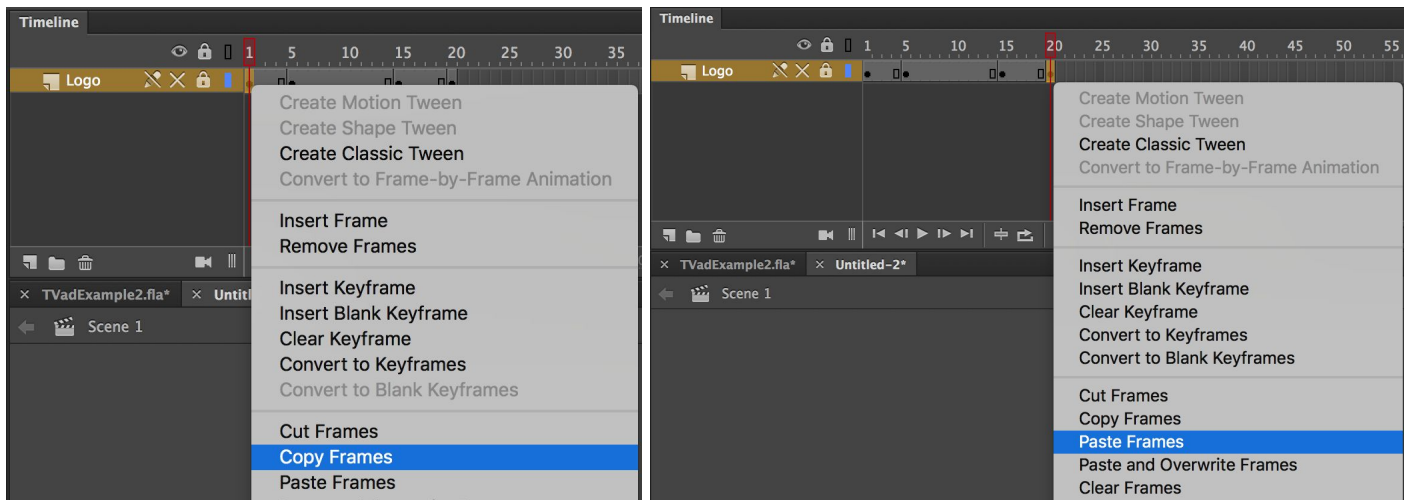 Timeline
1 5 10 15 20 25 30 35
Logo
Create Motion Tween
Create Shape Tween
Create Classic Tween
Convert to Frame-by-Frame Animation
Insert Frame
Remove Frames
Insert Keyframe
Insert Blank Keyframe
Clear Keyframe
Convert to Keyframes
Convert to Blank Keyframes
Cut Frames
Copy Frames
Paste Frames
× TVadExample2.fla* × Untitl
Scene 1
Timeline
1 5 10 15 20 25 30 35 40 45 50 55
Logo
Create Motion Tween
Create Shape Tween
Create Classic Tween
Convert to Frame-by-Frame Animation
Insert Frame
Remove Frames
Insert Keyframe
Insert Blank Keyframe
Clear Keyframe
Convert to Keyframes
Convert to Blank Keyframes
Cut Frames
Copy Frames
Paste Frames
Paste and Overwrite Frames
Clear Frames
× TVadExample2.fla* × Untitled-2*
Scene 1